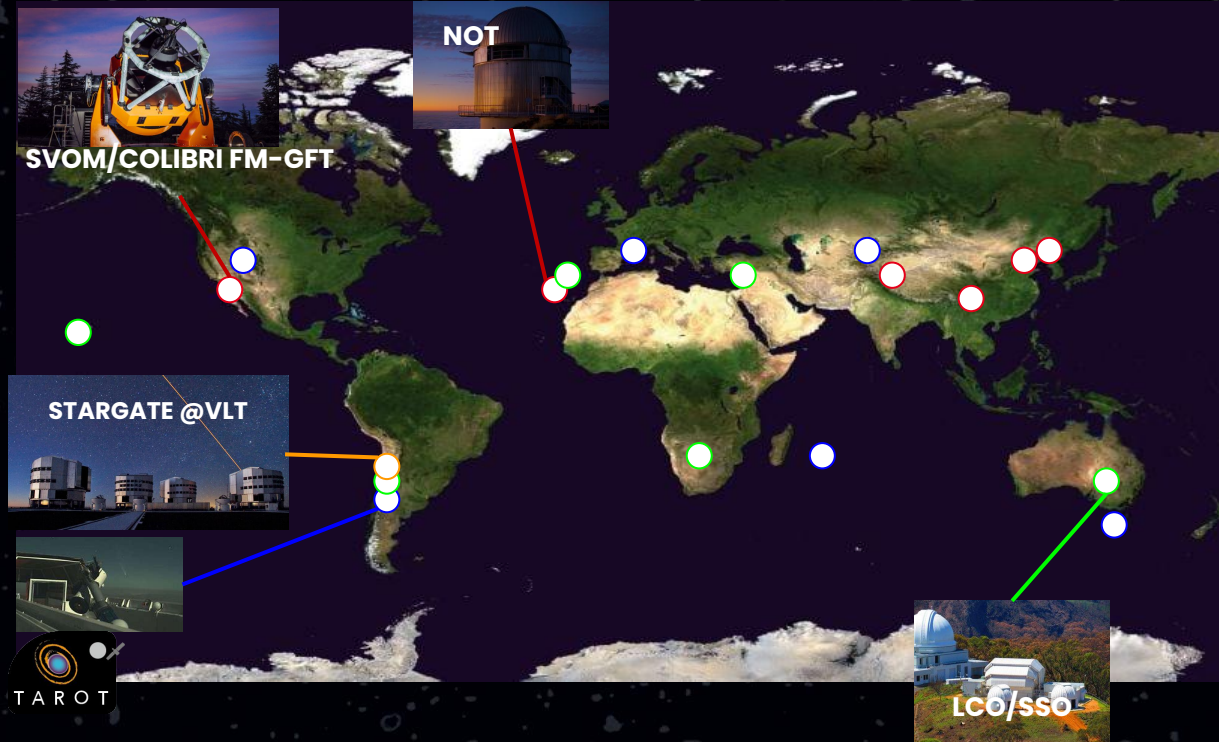 NOT
SVOM/COLIBRI FM-GFT
STARGATE @VLT
TAROT
LCO/SSO